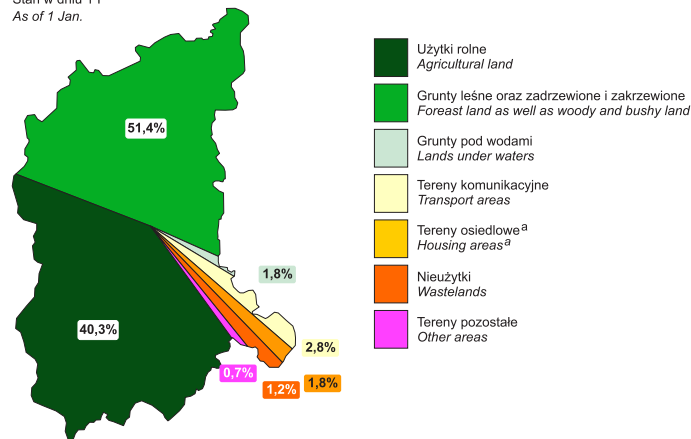 As of 1 Jan.
Użytki rolne
Agricultural land
Grunty leśne oraz zadrzewione i zakrzewione
Foreast land as well as woody and bushy land
Grunty pod wodami
Lands under waters
Tereny komunikacyjne
Transport areas
Tereny osiedlowe a
Housing areas a
Nieużytki
Wastelands
Tereny pozostałe
Other areas
51,4%
1,8%
40,3%
2,8%
0,7%
1,2%
1,8%